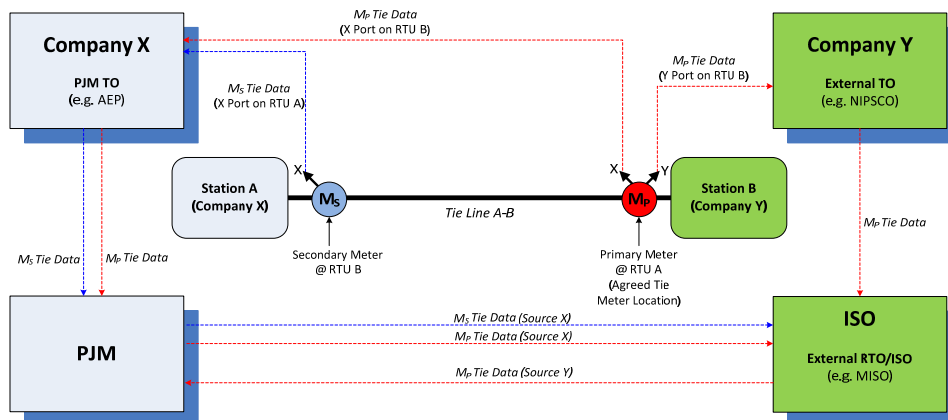 Company X
PJM TO
(e.g. AEP)
MP Tie Data
(X Port on RTU B)
MS Tie Data
(X Port on RTU A)
MP Tie Data
(Y Port on RTU B)
Company Y
External TO
(e.g. NIPSCO)
Station A
(Company X)
X
MS
Tie Line A-B
X
Y
MP
Station B
(Company Y)
Secondary Meter
@ RTU B
Primary Meter
@ RTU A
(Agreed Tie
Meter Location)
MS Tie Data
MP Tie Data
MP Tie Data
PJM
MS Tie Data (Source X)
MP Tie Data (Source X)
MP Tie Data (Source Y)
ISO
External RTO/ISO
(e.g. MISO)